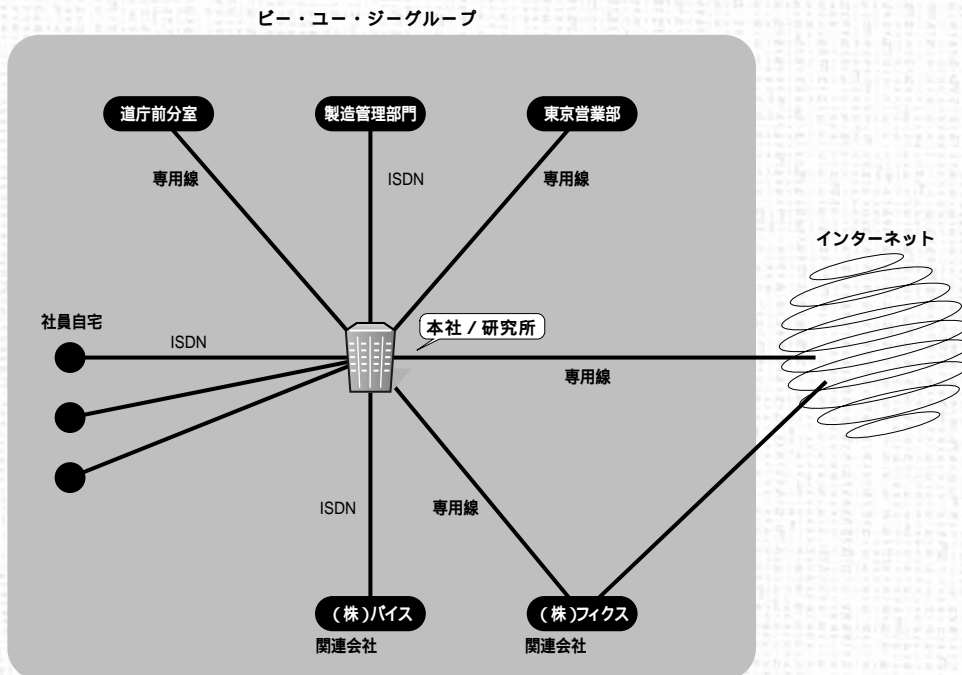 ビー・ユー・ジーグループ
道庁前分室
製造管理部門
東京営業部
専用線
ISDN
専用線
インターネット
社員自宅
ISDN
本社 / 研究所
専用線
ISDN
専用線
(株)バイス
(株)フィクス
関連会社
関連会社